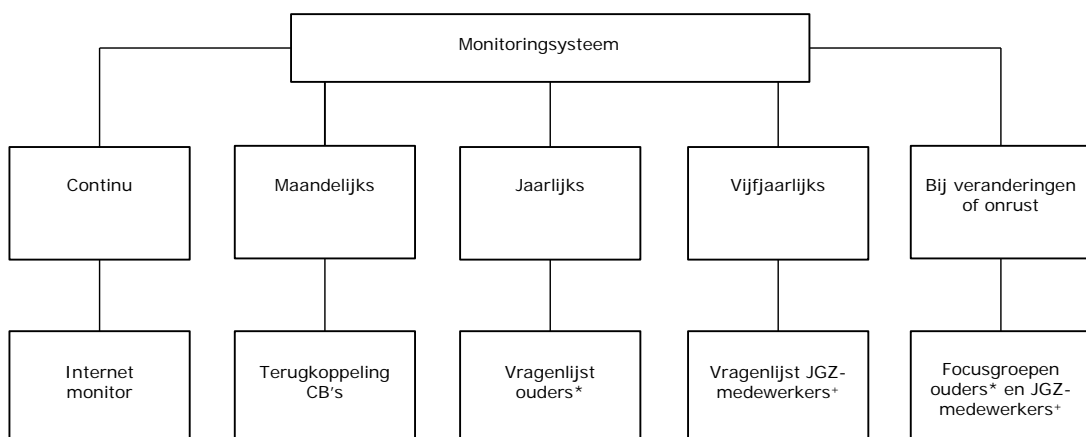 Monitoringsysteem
Continu
Maandelijks
Jaarlijks
Vijfjaarlijks
Bij veranderingen
of onrust
Internet
monitor
Terugkoppeling
CB's
Vragenlijst
ouders*
Vragenlijst JGZ-
medewerkers⁺
Focusgroepen
ouders* en JGZ-
medewerkers⁺